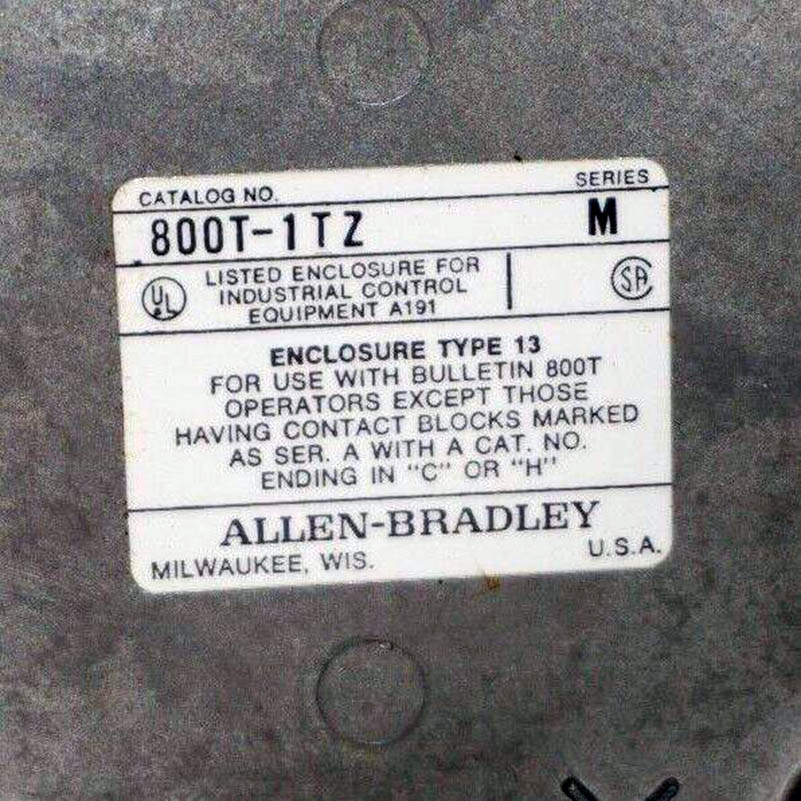 CATALOG NO. SERIES
800T-1TZ M
UL LISTED ENCLOSURE FOR SA
INDUSTRIAL CONTROL
EQUIPMENT A191
ENCLOSURE TYPE 13
FOR USE WITH BULLETIN 800T
OPERATORS EXCEPT THOSE
HAVING CONTACT BLOCKS MARKED
AS SER. A WITH A CAT. NO.
ENDING IN "C" OR "H"
ALLEN-BRADLEY
MILWAUKEE, WIS. U.S.A.